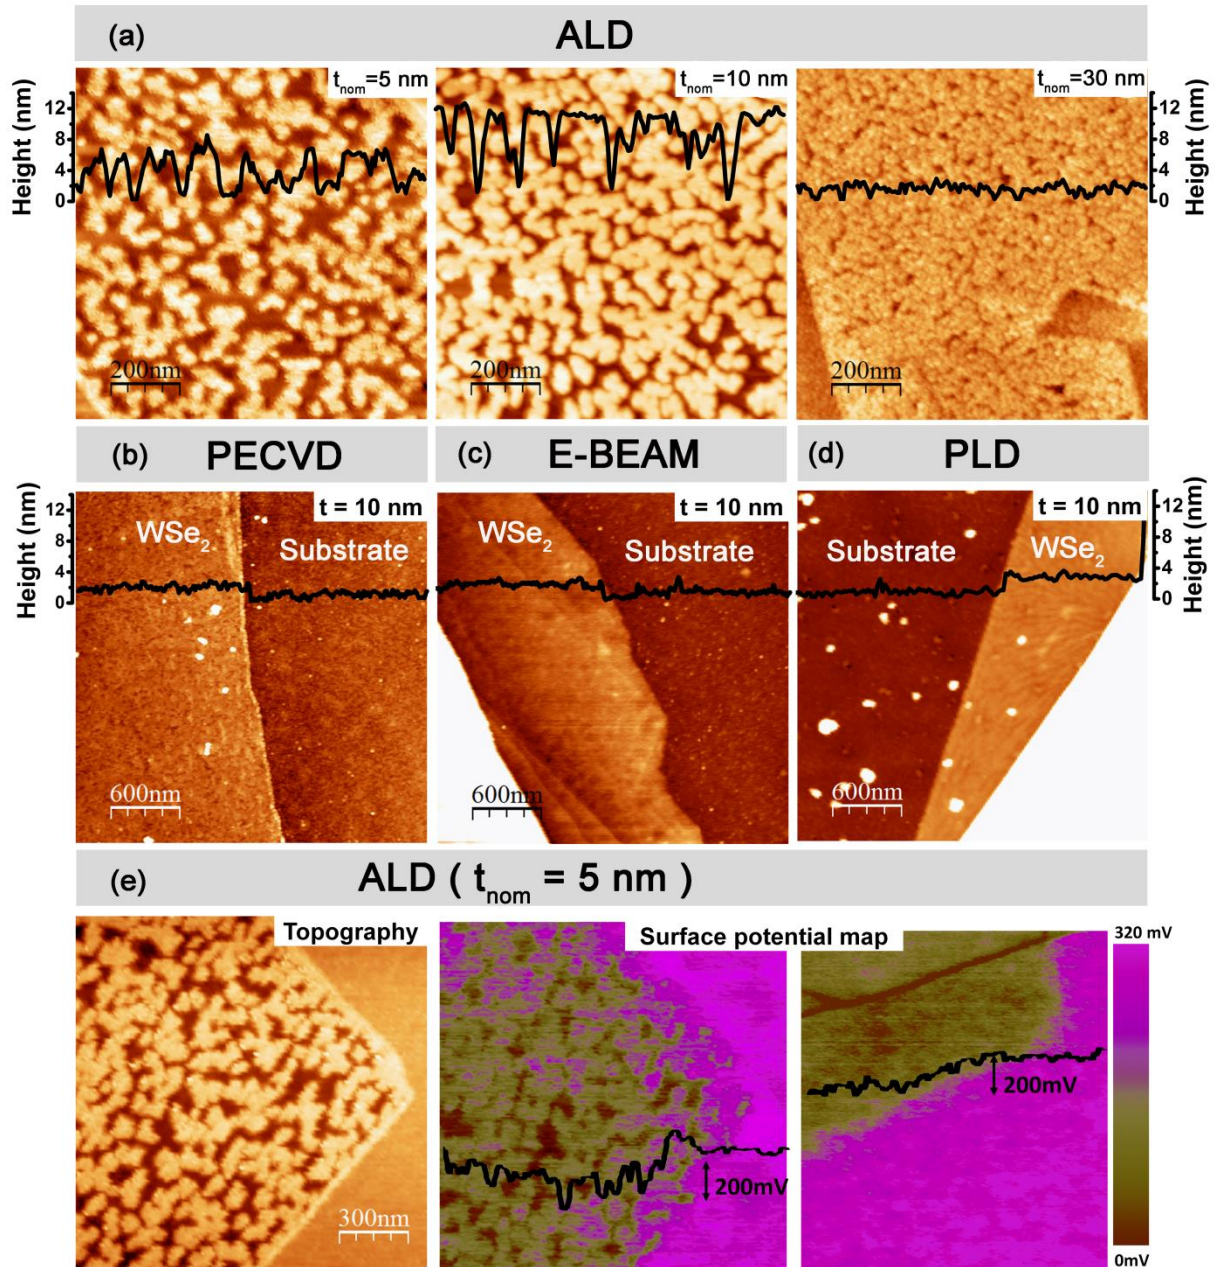 (a) ALD
t_nom=5 nm
t_nom=10 nm
t_nom=30 nm
Height (nm)
12
8
4
0
12
8
4
0
Height (nm)
200nm
200nm
200nm
(b) PECVD
(c) E-BEAM
(d) PLD
t = 10 nm
t = 10 nm
t = 10 nm
Height (nm)
12
8
4
0
WSe₂
Substrate
WSe₂
Substrate
Substrate
WSe₂
12
8
4
0
Height (nm)
600nm
600nm
600nm
(e) ALD ( t_nom = 5 nm )
Topography
Surface potential map
320 mV
200mV
200mV
300nm
0mV